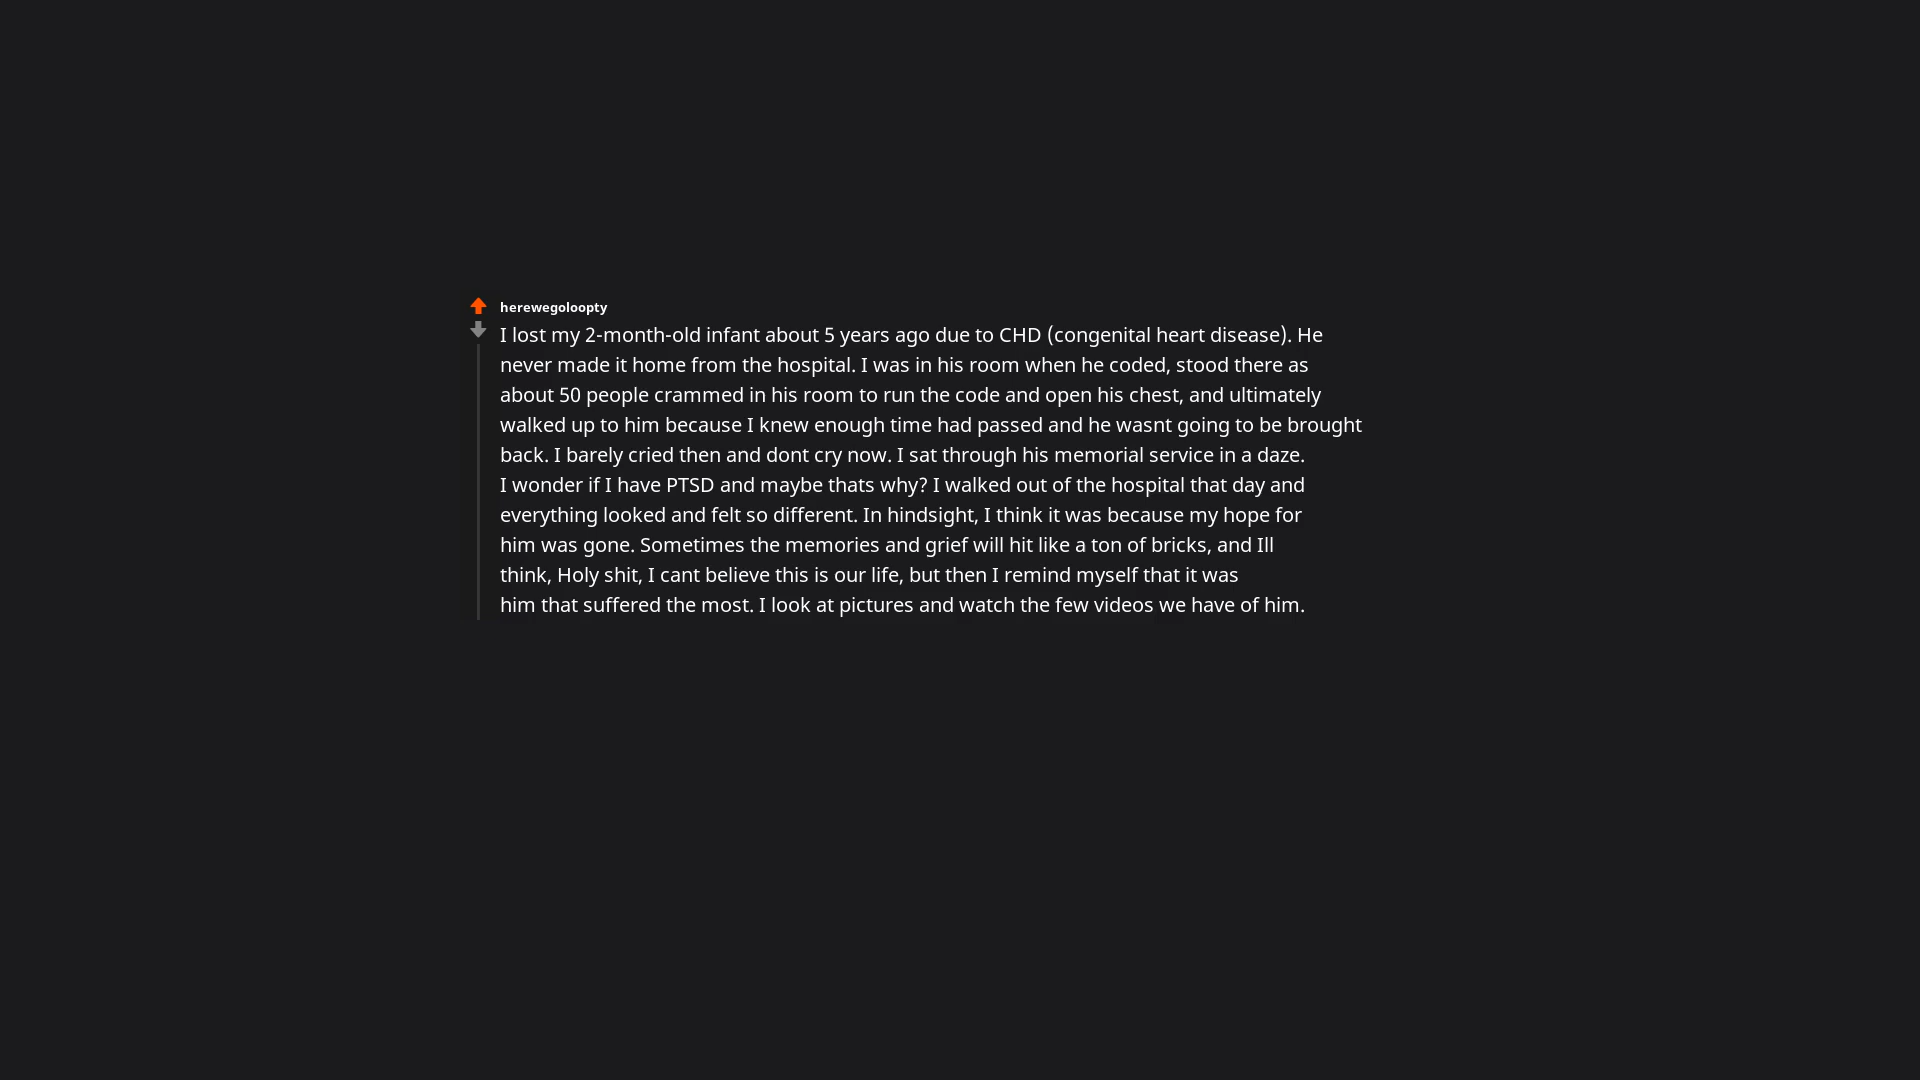 herewegoloopty
I lost my 2-month-old infant about 5 years ago due to CHD (congenital heart disease). He
never made it home from the hospital. I was in his room when he coded, stood there as
about 50 people crammed in his room to run the code and open his chest, and ultimately
walked up to him because I knew enough time had passed and he wasnt going to be brought
back. I barely cried then and dont cry now. I sat through his memorial service in a daze.
I wonder if I have PTSD and maybe thats why? I walked out of the hospital that day and
everything looked and felt so different. In hindsight, I think it was because my hope for
him was gone. Sometimes the memories and grief will hit like a ton of bricks, and Ill
think, Holy shit, I cant believe this is our life, but then I remind myself that it was
him that suffered the most. I look at pictures and watch the few videos we have of him.